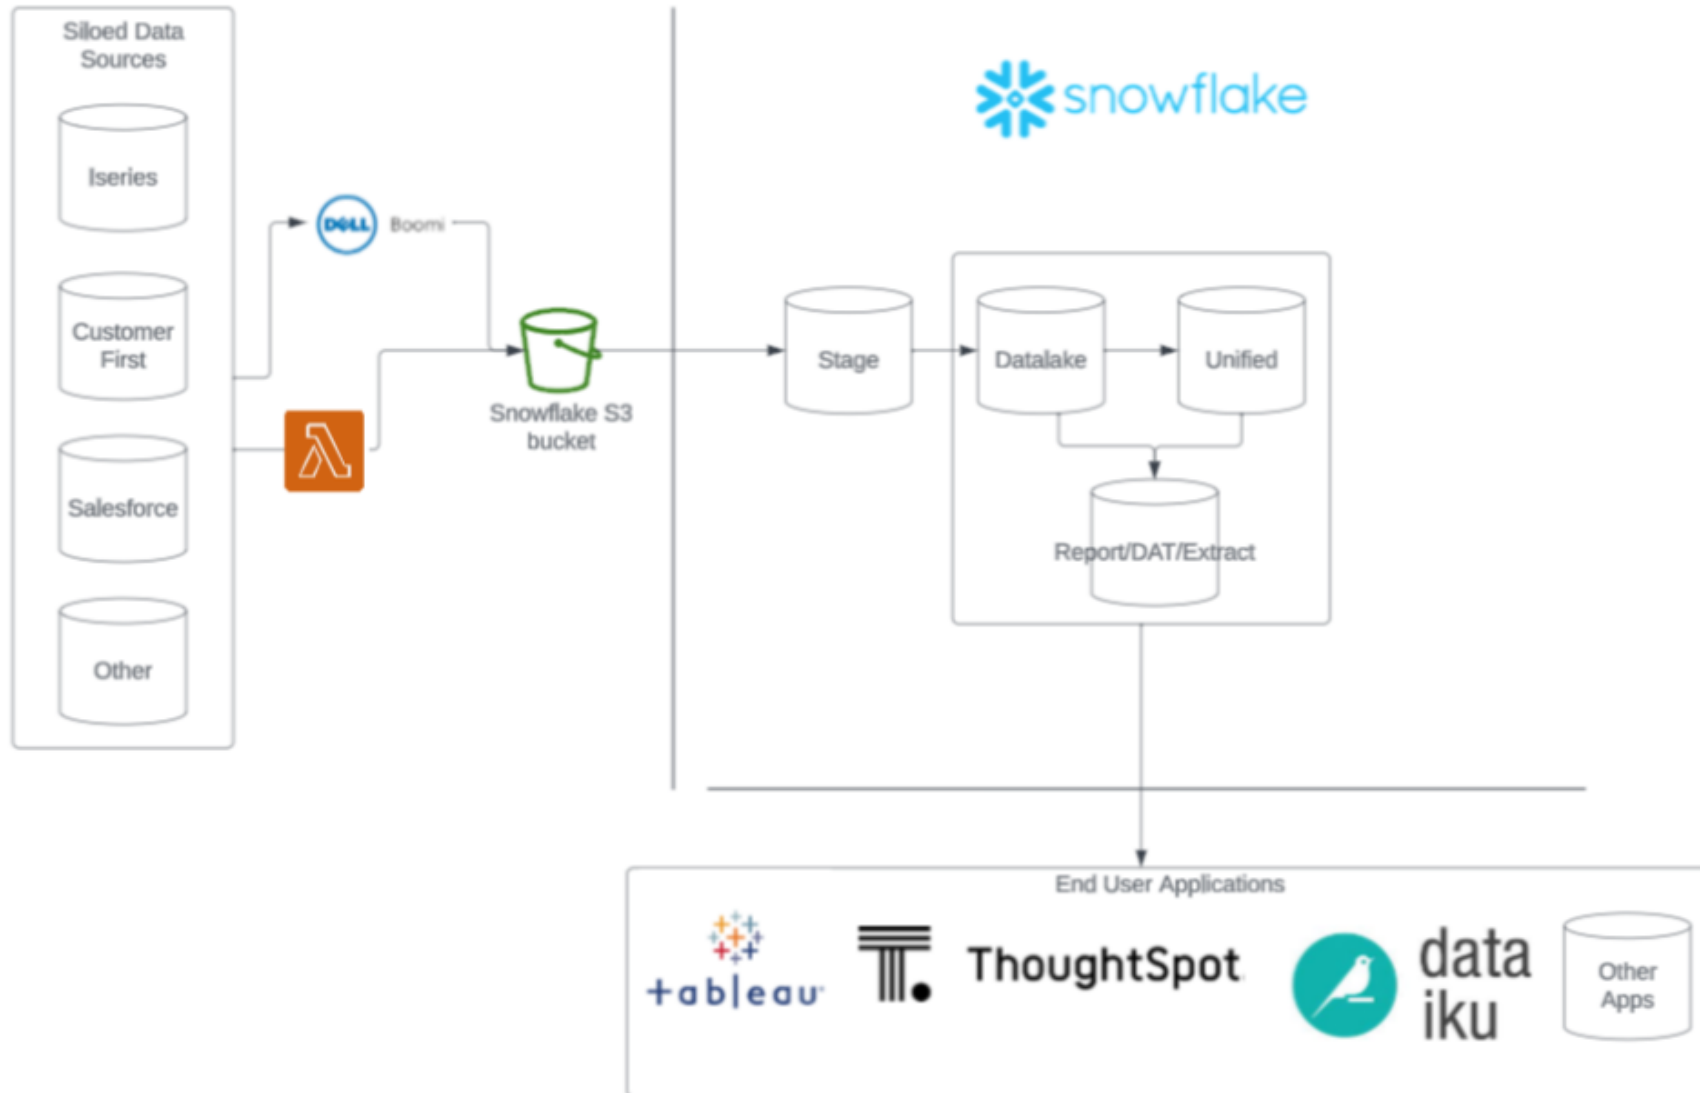 Siloed Data
Sources
Iseries
Customer
First
Salesforce
Other
DELL Boomi
Snowflake S3
bucket
snowflake
Stage
Datalake
Unified
Report/DAT/Extract
End User Applications
+ableau
T.
ThoughtSpot
data
iku
Other
Apps